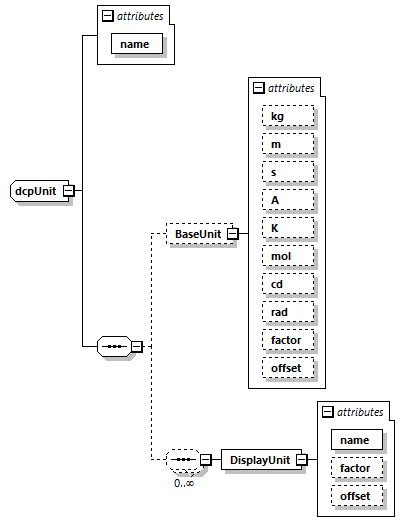 attributes
name
dcpUnit
attributes
kg
m
s
A
K
mol
cd
rad
factor
offset
BaseUnit
DisplayUnit
0..∞
attributes
name
factor
offset